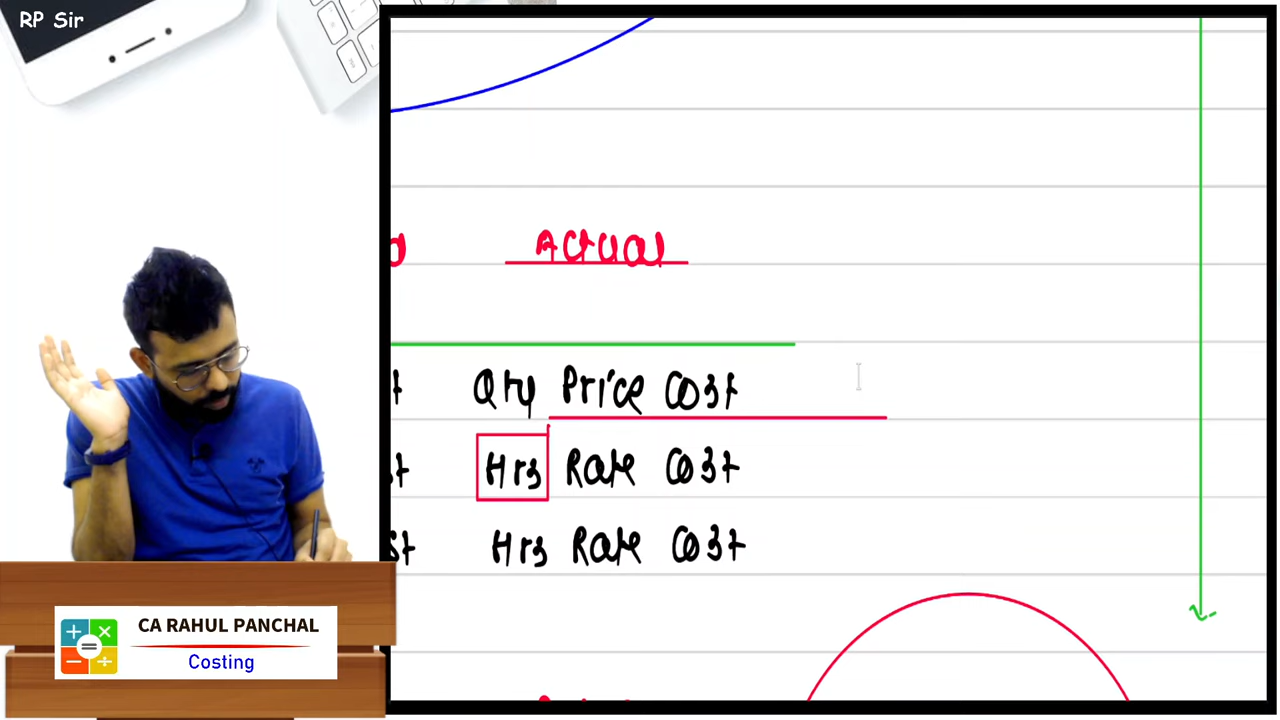 RP Sir
Actual
Qty Price Cost
Hrs Rate Cost
Hrs Rate Cost
CA RAHUL PANCHAL
Costing